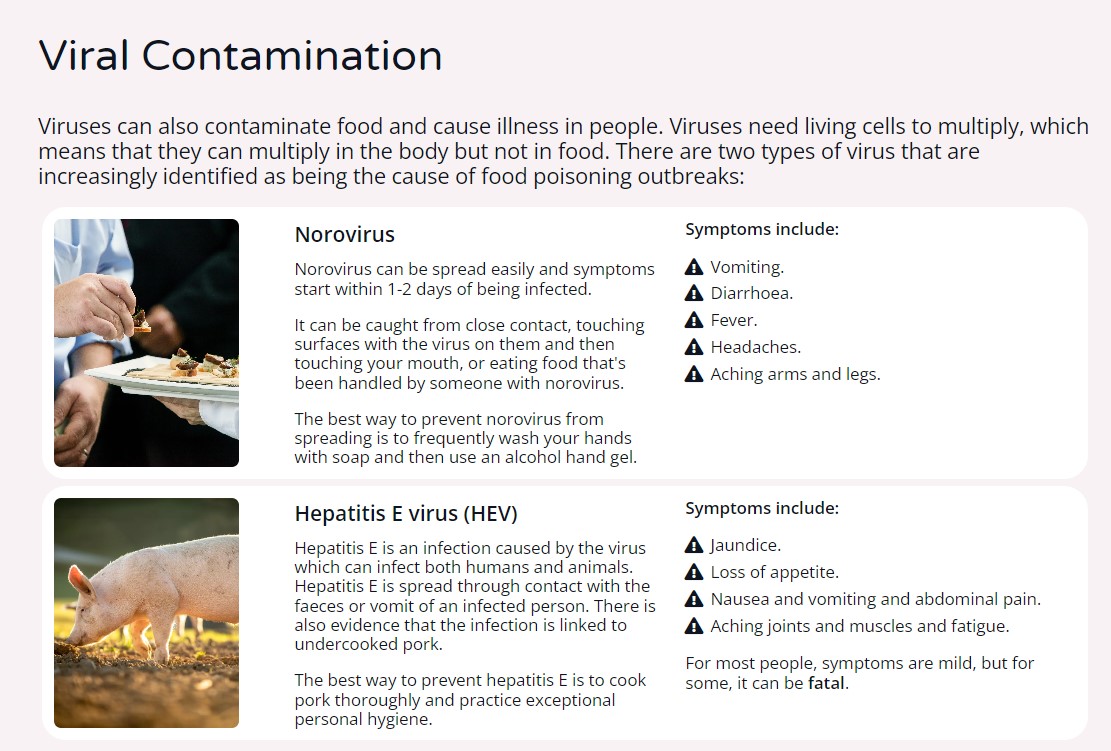 Viral Contamination
Viruses can also contaminate food and cause illness in people. Viruses need living cells to multiply, which
means that they can multiply in the body but not in food. There are two types of virus that are
increasingly identified as being the cause of food poisoning outbreaks:
Norovirus
Norovirus can be spread easily and symptoms
start within 1-2 days of being infected.
It can be caught from close contact, touching
surfaces with the virus on them and then
touching your mouth, or eating food that's
been handled by someone with norovirus.
The best way to prevent norovirus from
spreading is to frequently wash your hands
with soap and then use an alcohol hand gel.
Symptoms include:
Vomiting.
Diarrhoea.
Fever.
Headaches.
Aching arms and legs.
Hepatitis E virus (HEV)
Hepatitis E is an infection caused by the virus
which can infect both humans and animals.
Hepatitis E is spread through contact with the
faeces or vomit of an infected person. There is
also evidence that the infection is linked to
undercooked pork.
The best way to prevent hepatitis E is to cook
pork thoroughly and practice exceptional
personal hygiene.
Symptoms include:
Jaundice.
Loss of appetite.
Nausea and vomiting and abdominal pain.
Aching joints and muscles and fatigue.
For most people, symptoms are mild, but for
some, it can be fatal.